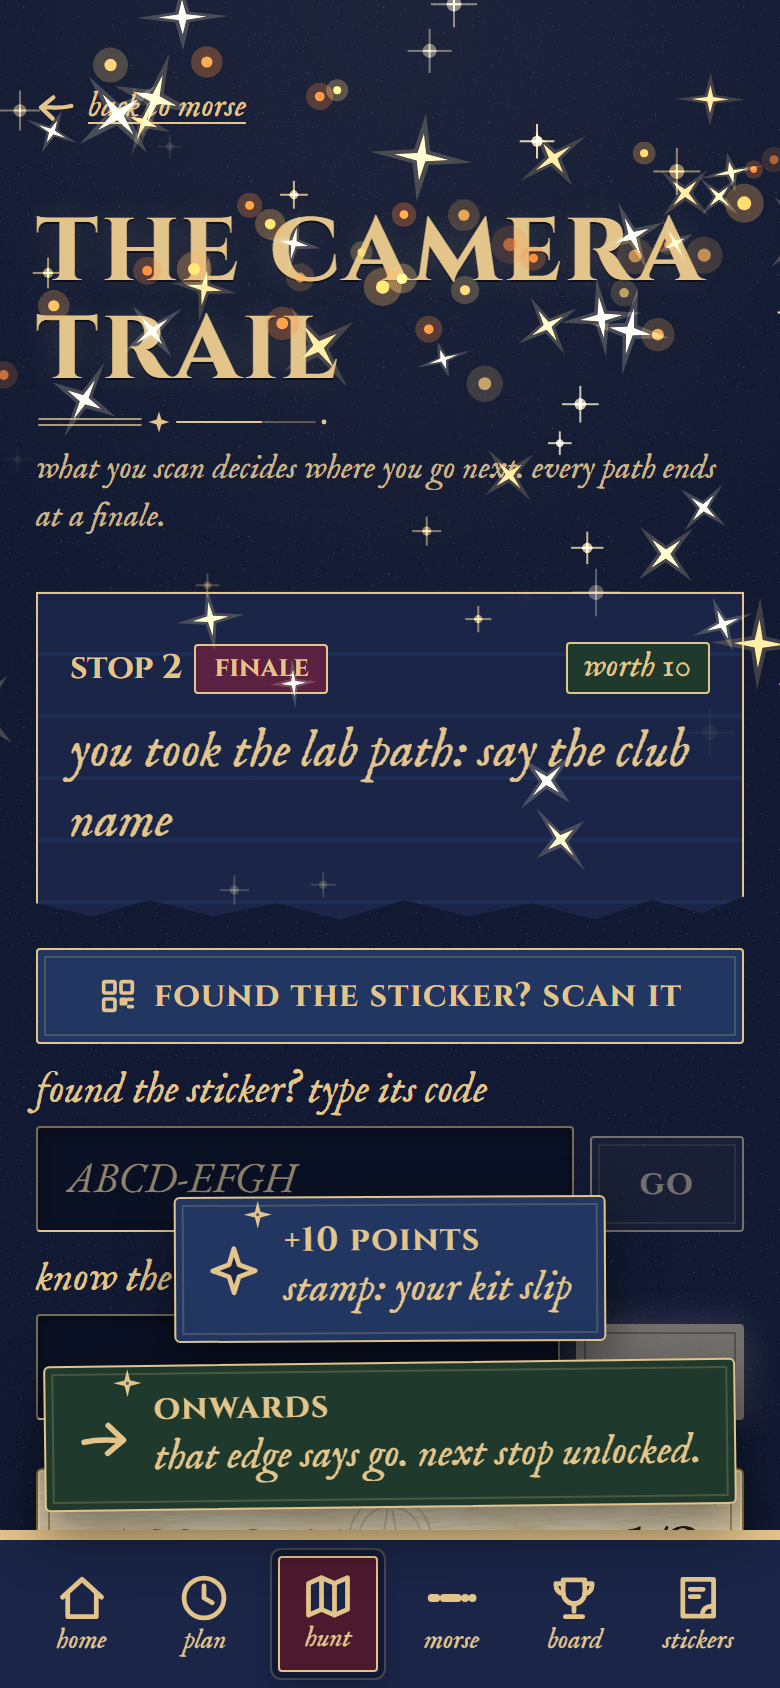 back to morse
THE CAMERA
TRAIL
what you scan decides where you go next. every path ends
at a finale.
STOP 2 FINALE worth 10
you took the lab path: say the club
name
FOUND THE STICKER? SCAN IT
found the sticker? type its code
ABCD-EFGH GO
know the
+10 POINTS
stamp: your kit slip
ONWARDS
that edge says go. next stop unlocked.
home plan hunt morse board stickers